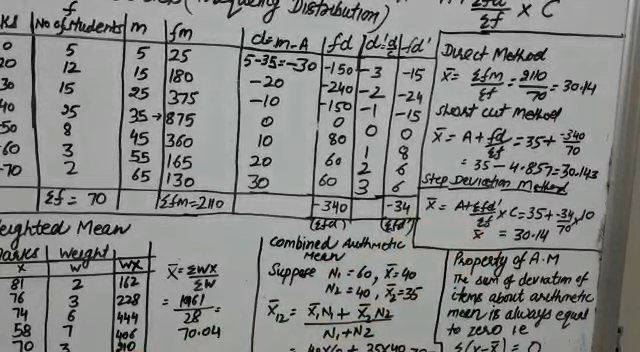 (Frequency Distribution)
Σf × C
f
No of students m fm d=m-A fd d'=d/c fd'
0 5 5 25 5-35=-30 -150 -3 -15
20 12 15 180 -20 -240 -2 -24
30 15 25 375 -10 -150 -1 -15
40 25 35→ 875 0 0 0 0
50 8 45 360 10 80 1 8
-60 3 55 165 20 60 2 6
-70 2 65 130 30 60 3 6
Σf = 70 Σfm=2110 -340 -34
(Σfd) (Σfd')
Direct Method
x̄= Σfm/Σf = 2110/70 = 30.14
Short cut Method
x̄ = A + fd/Σf = 35 + -340/70
= 35 - 4.857 = 30.143
Step Deviation Method
x̄ = A + Σfd'/Σf × C = 35 + -34/70 × 10
x̄ = 30.14
eighted Mean
arks Weight
x w wx
81 2 162
76 3 228
74 6 444
58 7 406
70 3 210
x̄ = Σwx/Σw
= 1961/28 =
70.04
Combined Arithmetic
Mean
Suppose N₁ = 60, x̄=40
N₂ = 40, x̄₂=35
x̄₁₂ = x̄₁N₁ + x̄₂N₂ / N₁+N₂
Property of A.M
The sum of deviation of
items about arithmetic
mean is always equal
to zero i.e
Σ(x-x̄) = 0